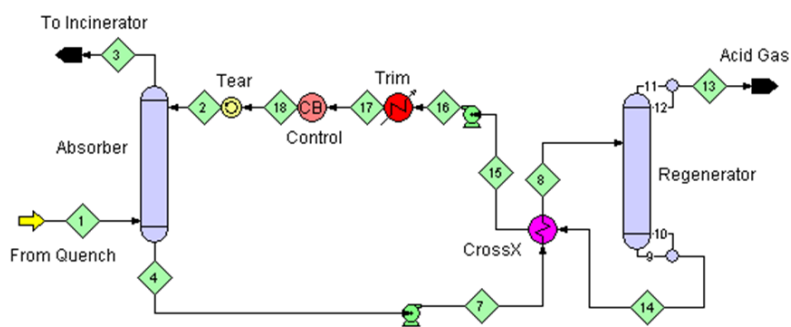 To Incinerator
3
Acid Gas
Tear
Trim
11
13
2
18
CB
17
16
12
Control
Absorber
15
8
Regenerator
1
10
From Quench
CrossX
9
4
7
14